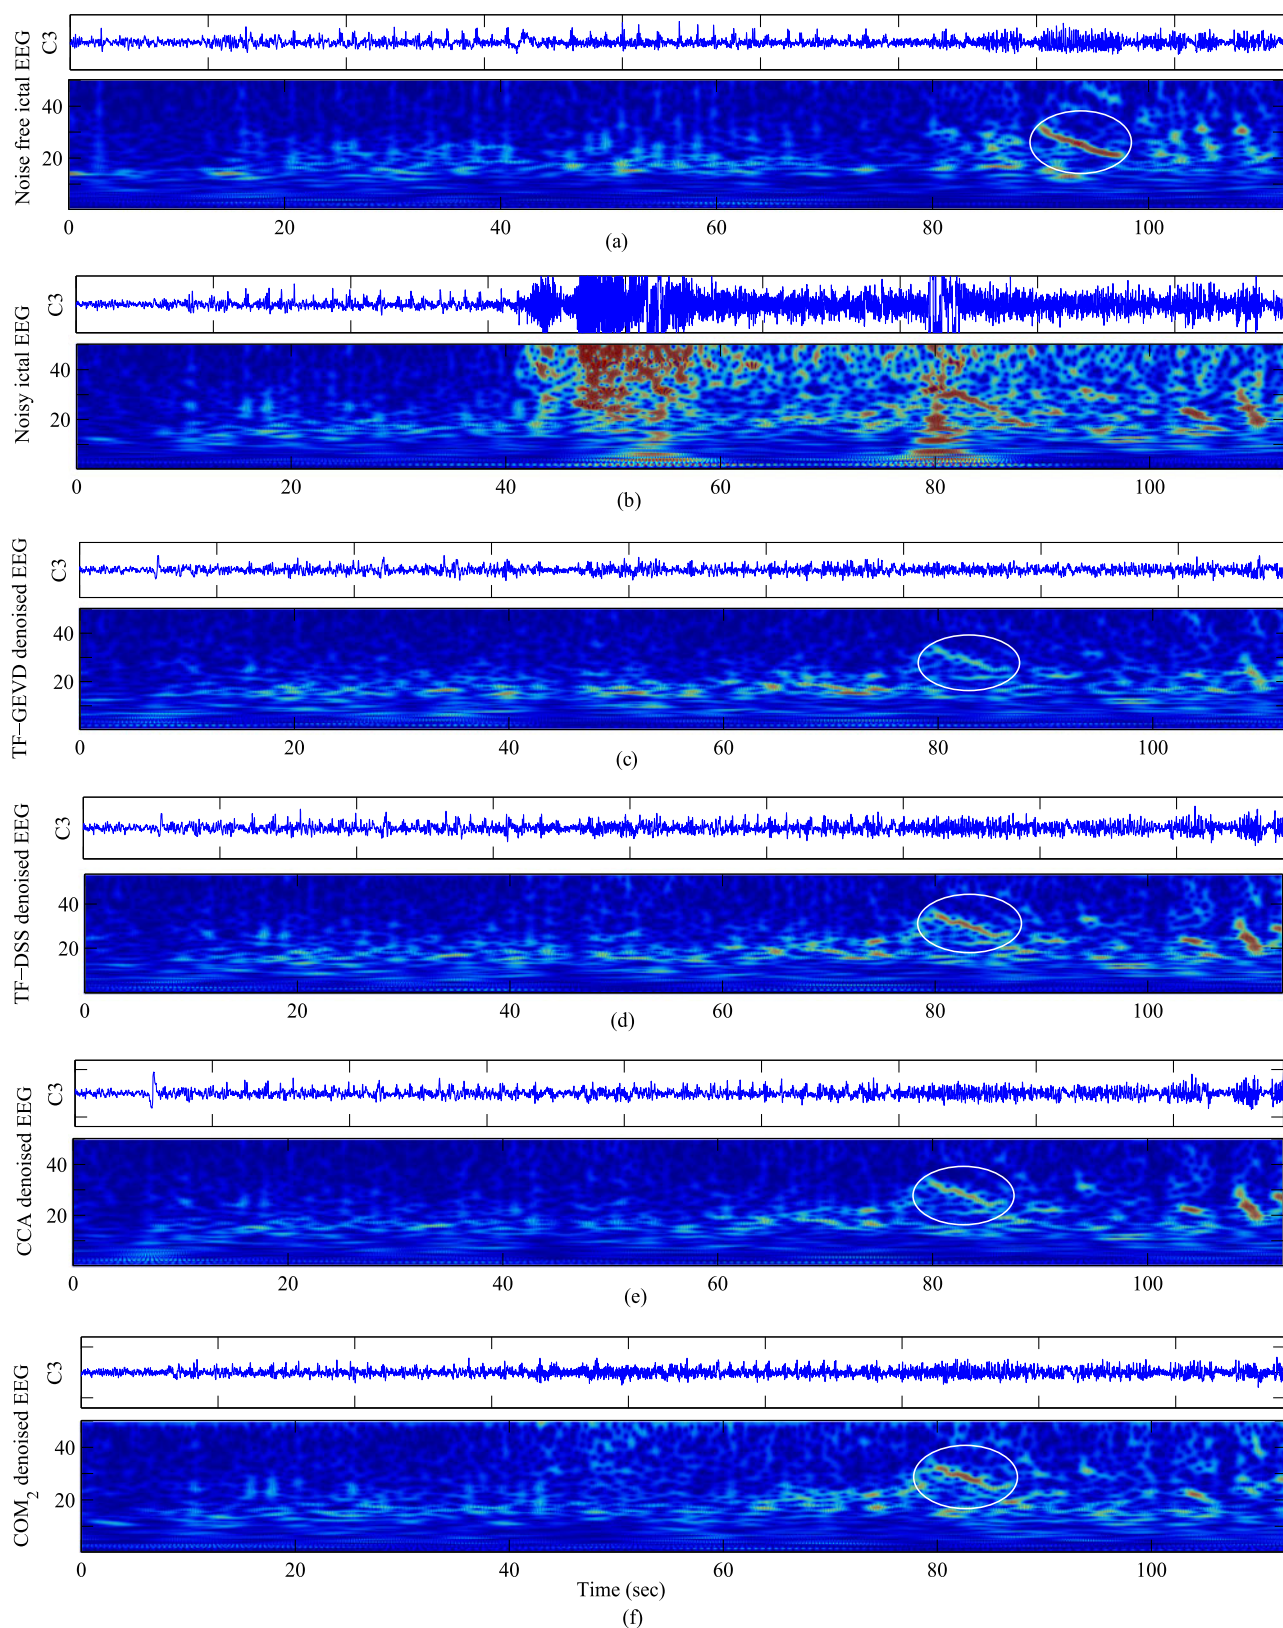 Noise free ictal EEG
C3
40
20
0 20 40 60 80 100
(a)
Noisy ictal EEG
C3
40
20
0 20 40 60 80 100
(b)
TF−GEVD denoised EEG
C3
40
20
0 20 40 60 80 100
(c)
TF−DSS denoised EEG
C3
40
20
0 20 40 60 80 100
(d)
CCA denoised EEG
C3
40
20
0 20 40 60 80 100
(e)
COM2 denoised EEG
C3
40
20
0 20 40 60 80 100
Time (sec)
(f)